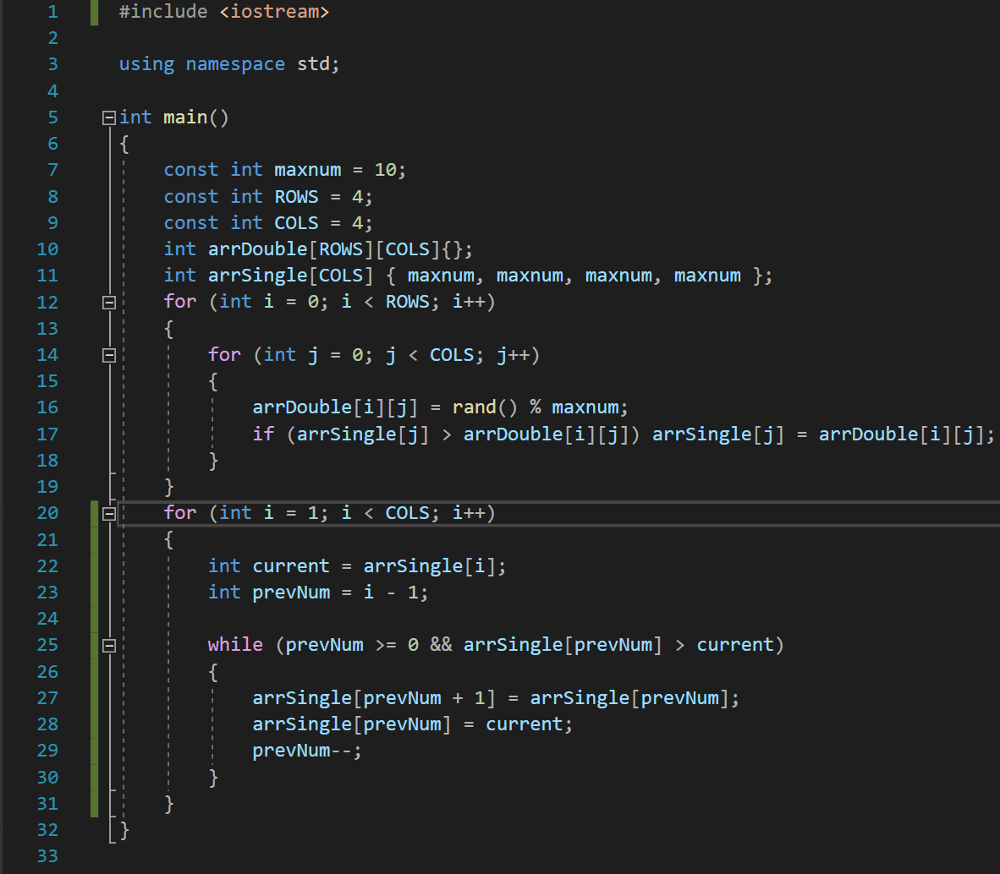 1 #include <iostream>
2
3 using namespace std;
4
5 int main()
6 {
7     const int maxnum = 10;
8     const int ROWS = 4;
9     const int COLS = 4;
10     int arrDouble[ROWS][COLS]{};
11     int arrSingle[COLS] { maxnum, maxnum, maxnum, maxnum };
12     for (int i = 0; i < ROWS; i++)
13     {
14         for (int j = 0; j < COLS; j++)
15         {
16             arrDouble[i][j] = rand() % maxnum;
17             if (arrSingle[j] > arrDouble[i][j]) arrSingle[j] = arrDouble[i][j];
18         }
19     }
20     for (int i = 1; i < COLS; i++)
21     {
22         int current = arrSingle[i];
23         int prevNum = i - 1;
24
25         while (prevNum >= 0 && arrSingle[prevNum] > current)
26         {
27             arrSingle[prevNum + 1] = arrSingle[prevNum];
28             arrSingle[prevNum] = current;
29             prevNum--;
30         }
31     }
32 }
33